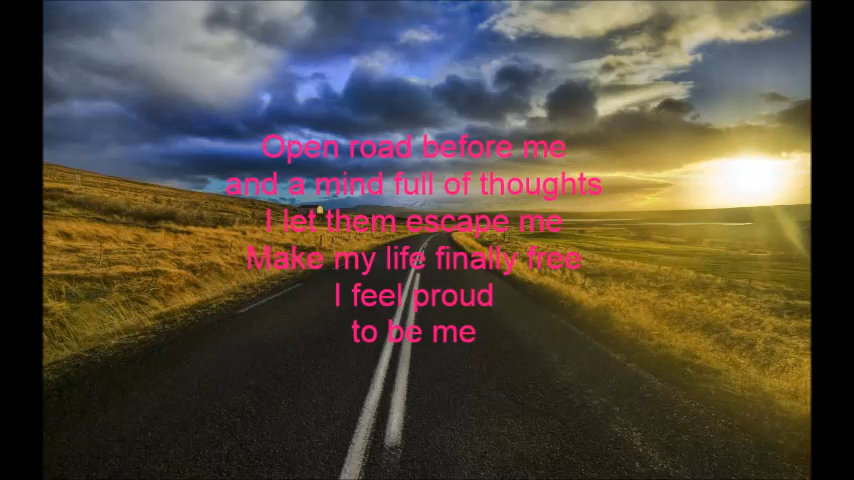 Open road before me
and a mind full of thoughts
I let them escape me
Make my life finally free
I feel proud
to be me